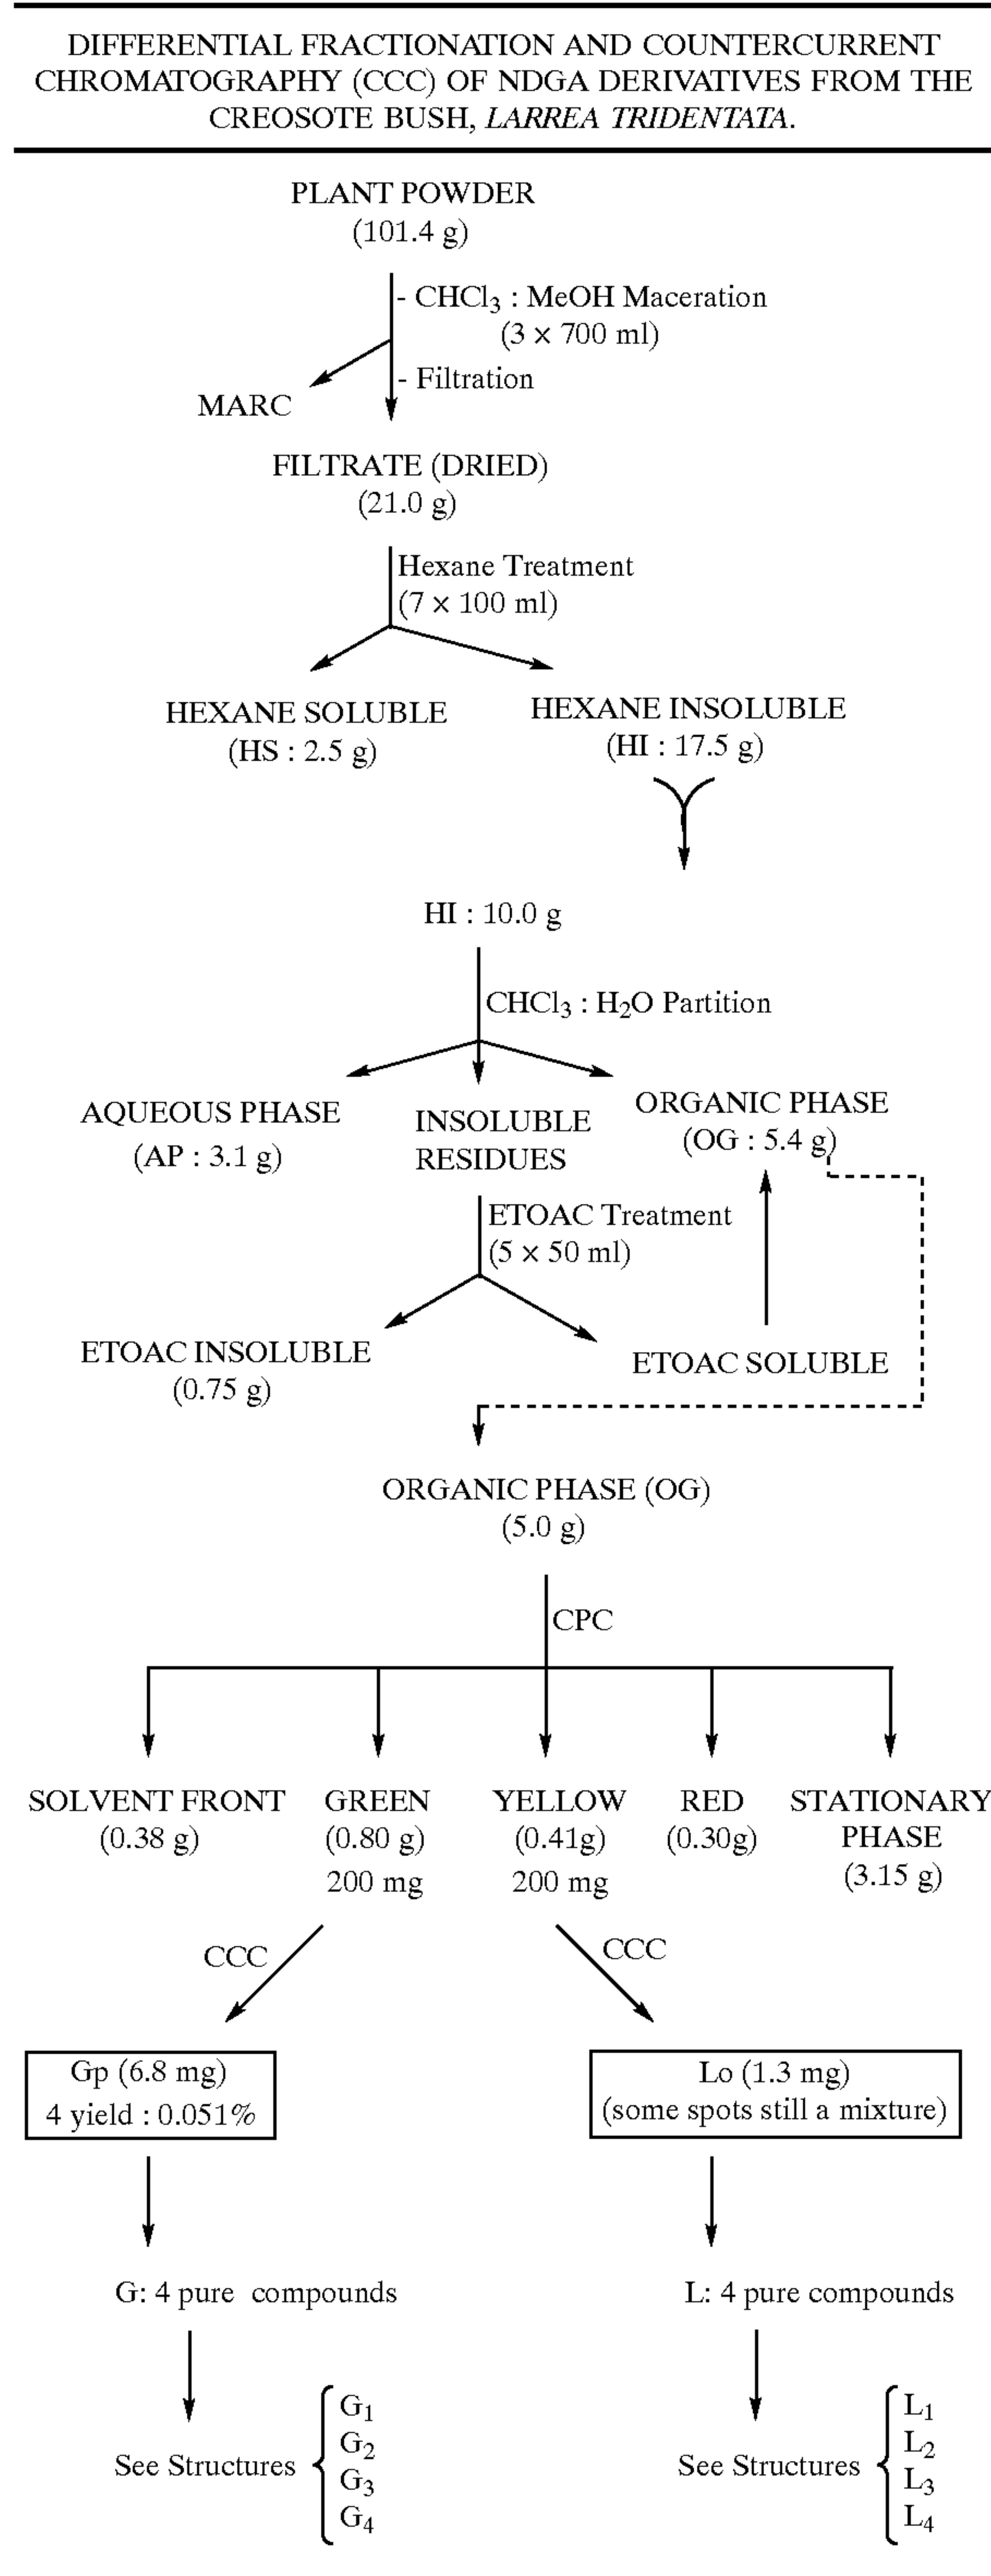 DIFFERENTIAL FRACTIONATION AND COUNTERCURRENT
CHROMATOGRAPHY (CCC) OF NDGA DERIVATIVES FROM THE
CREOSOTE BUSH, LARREA TRIDENTATA.
PLANT POWDER
(101.4 g)
- CHCl₃ : MeOH Maceration
(3 × 700 ml)
- Filtration
MARC
FILTRATE (DRIED)
(21.0 g)
Hexane Treatment
(7 × 100 ml)
HEXANE SOLUBLE
(HS : 2.5 g)
HEXANE INSOLUBLE
(HI : 17.5 g)
HI : 10.0 g
CHCl₃ : H₂O Partition
AQUEOUS PHASE
(AP : 3.1 g)
INSOLUBLE
RESIDUES
ORGANIC PHASE
(OG : 5.4 g)
ETOAC Treatment
(5 × 50 ml)
ETOAC INSOLUBLE
(0.75 g)
ETOAC SOLUBLE
ORGANIC PHASE (OG)
(5.0 g)
CPC
SOLVENT FRONT
(0.38 g)
GREEN
(0.80 g)
200 mg
YELLOW
(0.41g)
200 mg
RED
(0.30g)
STATIONARY
PHASE
(3.15 g)
CCC
CCC
Gp (6.8 mg)
4 yield : 0.051%
Lo (1.3 mg)
(some spots still a mixture)
G: 4 pure compounds
L: 4 pure compounds
See Structures
G₁
G₂
G₃
G₄
See Structures
L₁
L₂
L₃
L₄